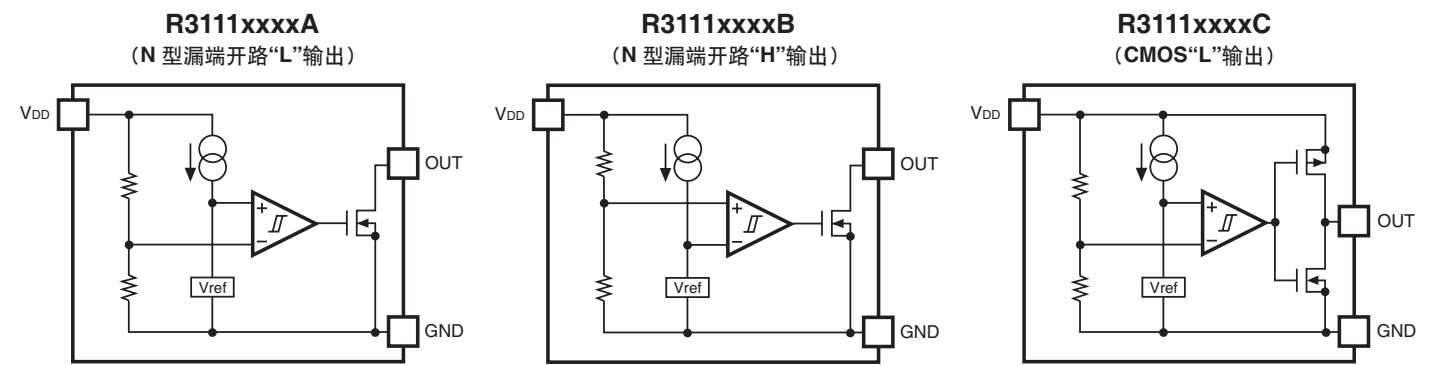 R3111xxxxA
（N 型漏端开路“L”输出）
VDD
OUT
+
−
Vref
GND
R3111xxxxB
（N 型漏端开路“H”输出）
VDD
OUT
+
−
Vref
GND
R3111xxxxC
（CMOS“L”输出）
VDD
+
−
OUT
Vref
GND